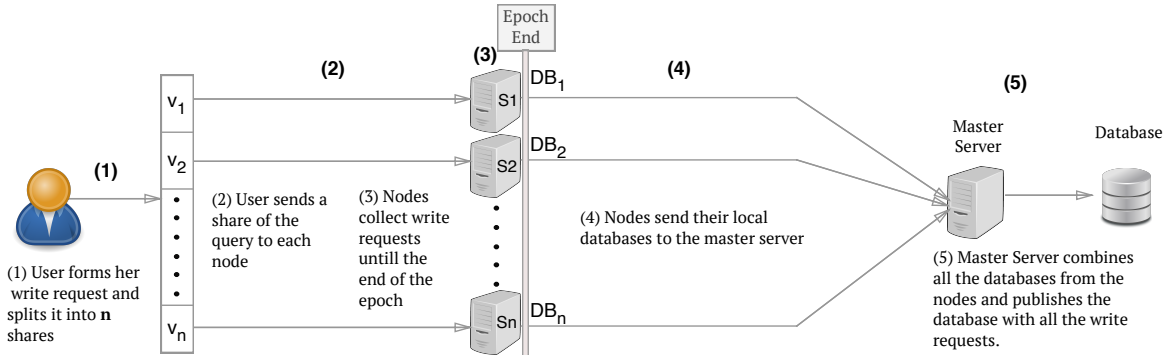 Epoch
End
(1)
(2)
(3)
(4)
(5)
v1
v2
vn
S1
S2
Sn
DB1
DB2
DBn
Master
Server
Database
(1) User forms her
write request and
splits it into n
shares
(2) User sends a
share of the
query to each
node
(3) Nodes
collect write
requests
untill the
end of the
epoch
(4) Nodes send their local
databases to the master server
(5) Master Server combines
all the databases from the
nodes and publishes the
database with all the write
requests.